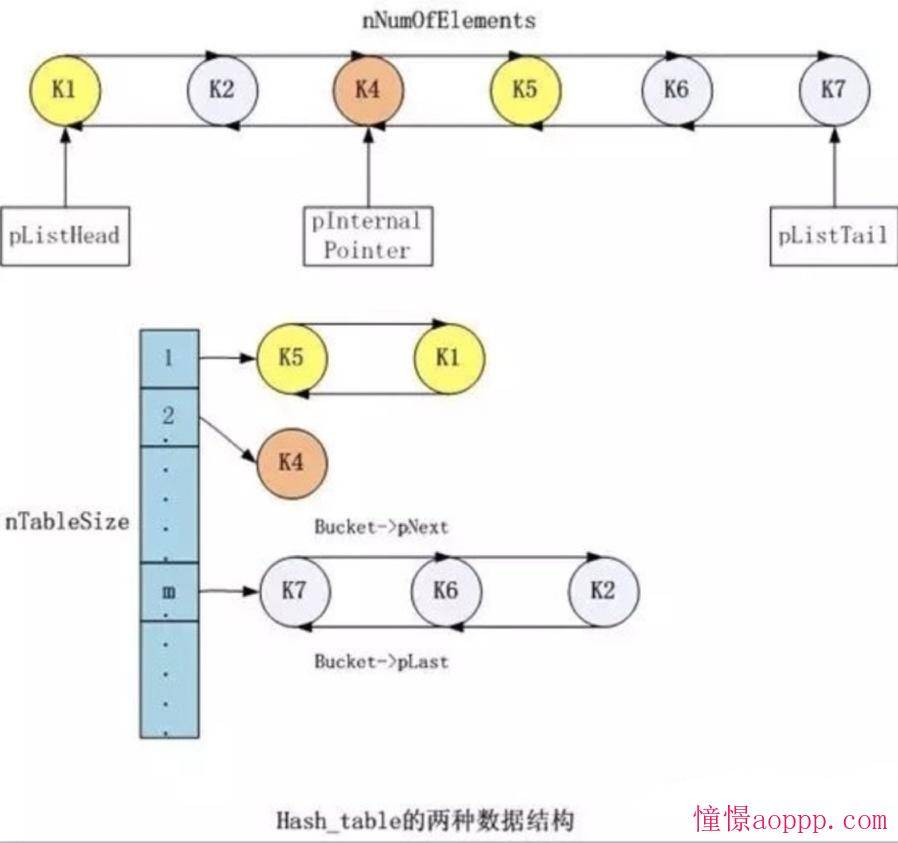 nNumOfElements
K1 K2 K4 K5 K6 K7
pListHead
pInternal
Pointer
pListTail
1
K5 K1
2
K4
nTableSize
Bucket->pNext
m
K7 K6 K2
Bucket->pLast
Hash_table的两种数据结构
憧憬aoppp.com